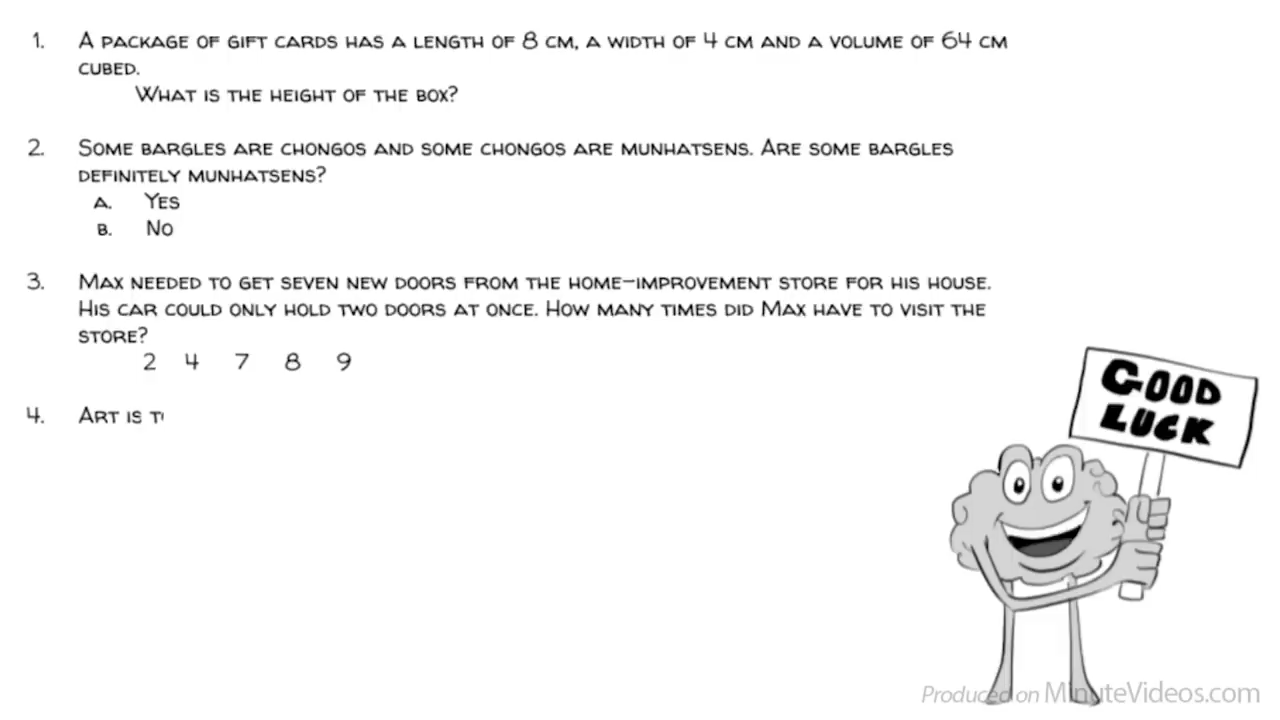 1. A PACKAGE OF GIFT CARDS HAS A LENGTH OF 8 CM, A WIDTH OF 4 CM AND A VOLUME OF 64 CM
CUBED.
WHAT IS THE HEIGHT OF THE BOX?
2. SOME BARGLES ARE CHONGOS AND SOME CHONGOS ARE MUNHATSENS. ARE SOME BARGLES
DEFINITELY MUNHATSENS?
A. YES
B. NO
3. MAX NEEDED TO GET SEVEN NEW DOORS FROM THE HOME-IMPROVEMENT STORE FOR HIS HOUSE.
HIS CAR COULD ONLY HOLD TWO DOORS AT ONCE. HOW MANY TIMES DID MAX HAVE TO VISIT THE
STORE?
2 4 7 8 9
4. ART IS T
GOOD
LUCK
Produced on MinuteVideos.com